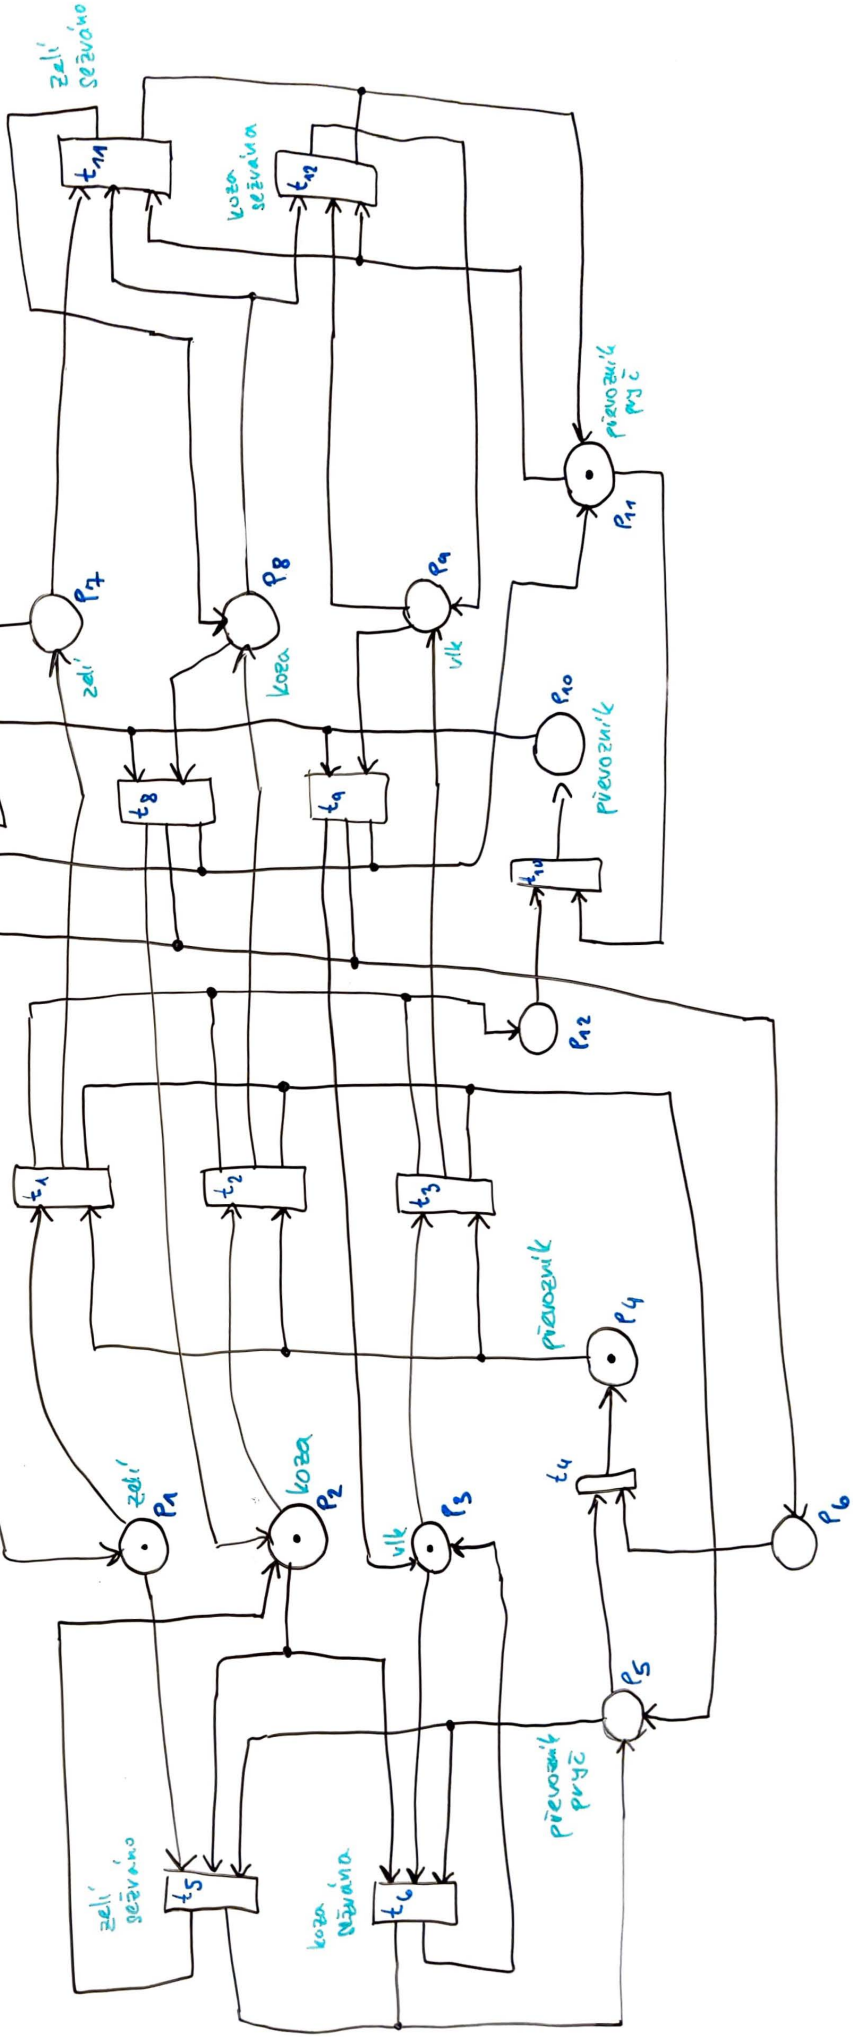 zelí
sežváno
t11
koza
sežvána
t12
převozník
pryč
P11
P7
zelí
P8
koza
P9
vlk
P10
převozník
t8
t9
t10
P12
t1
t2
t3
převozník
P4
t4
zelí
P1
koza
P2
vlk
P3
P6
P5
převozník
pryč
zelí
sežváno
t5
koza
sežvána
t6